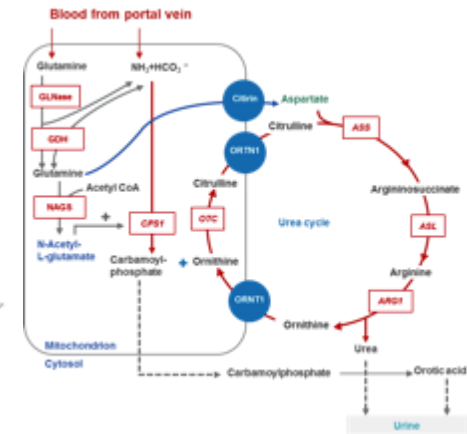 Blood from portal vein
Glutamine
NH3+HCO3 -
GLNase
GDH
Glutamine
Acetyl CoA
NAGS
+
N-Acetyl-
L-glutamate
CPS1
Carbamoyl-
phosphate
+
Citrin
Aspartate
Citrulline
ASS
ORTN1
Citrulline
OTC
Ornithine
Urea cycle
Argininosuccinate
ASL
Arginine
ARG1
ORNT1
Ornithine
Urea
Mitochondrion
Cytosol
Carbamoylphosphate
Orotic acid
Urine